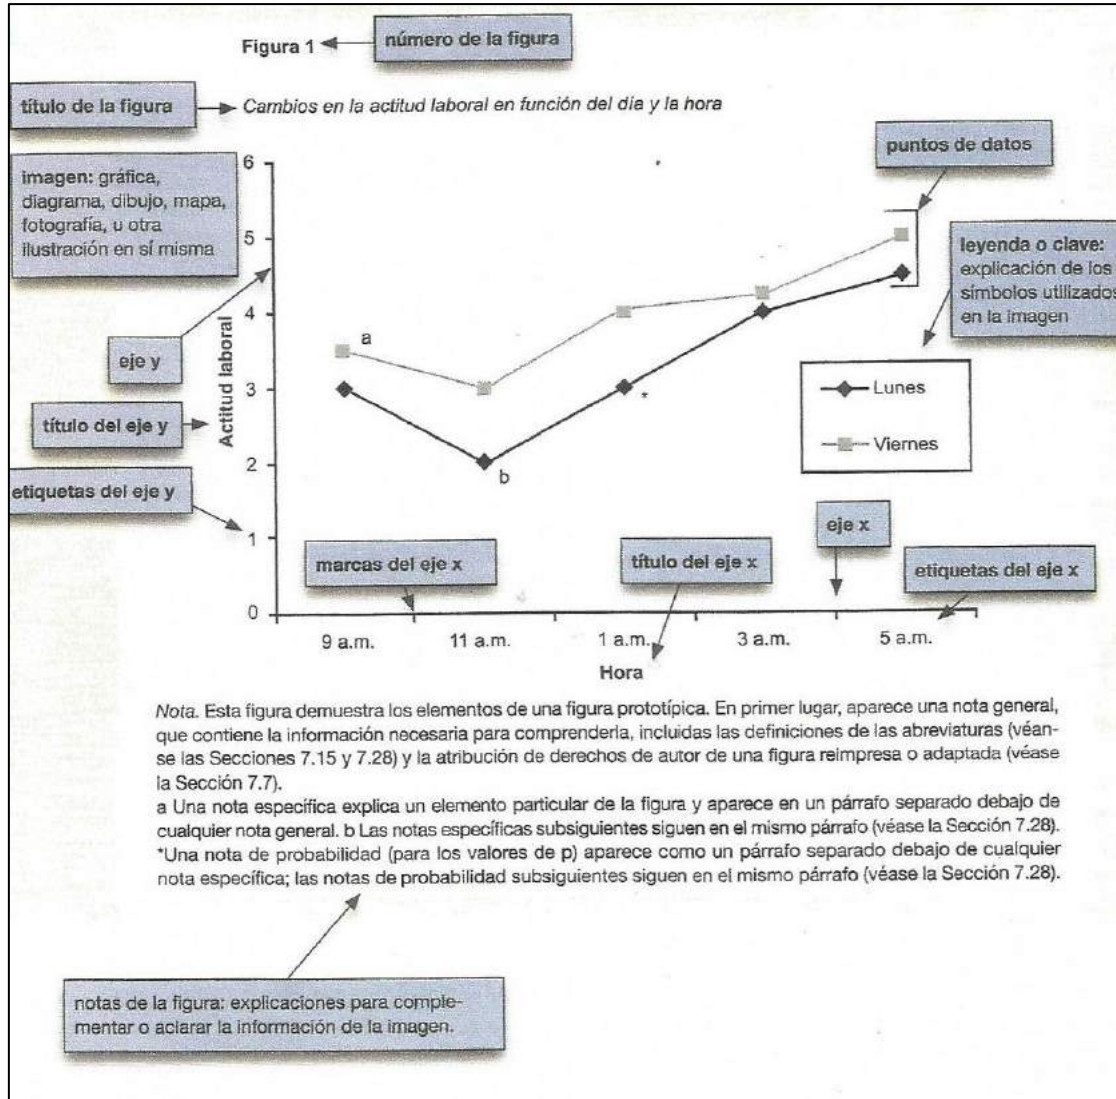 Figura 1
número de la figura
título de la figura
Cambios en la actitud laboral en función del día y la hora
imagen: gráfica,
diagrama, dibujo, mapa,
fotografía, u otra
ilustración en sí misma
puntos de datos
leyenda o clave:
explicación de los
símbolos utilizados
en la imagen
eje y
título del eje y
etiquetas del eje y
Actitud laboral
6
5
4
3
2
1
0
a
b
*
Lunes
Viernes
marcas del eje x
título del eje x
eje x
etiquetas del eje x
9 a.m.
11 a.m.
1 a.m.
3 a.m.
5 a.m.
Hora
Nota. Esta figura demuestra los elementos de una figura prototípica. En primer lugar, aparece una nota general,
que contiene la información necesaria para comprenderla, incluidas las definiciones de las abreviaturas (véan-
se las Secciones 7.15 y 7.28) y la atribución de derechos de autor de una figura reimpresa o adaptada (véase
la Sección 7.7).
a Una nota específica explica un elemento particular de la figura y aparece en un párrafo separado debajo de
cualquier nota general. b Las notas específicas subsiguientes siguen en el mismo párrafo (véase la Sección 7.28).
*Una nota de probabilidad (para los valores de p) aparece como un párrafo separado debajo de cualquier
nota específica; las notas de probabilidad subsiguientes siguen en el mismo párrafo (véase la Sección 7.28).
notas de la figura: explicaciones para comple-
mentar o aclarar la información de la imagen.